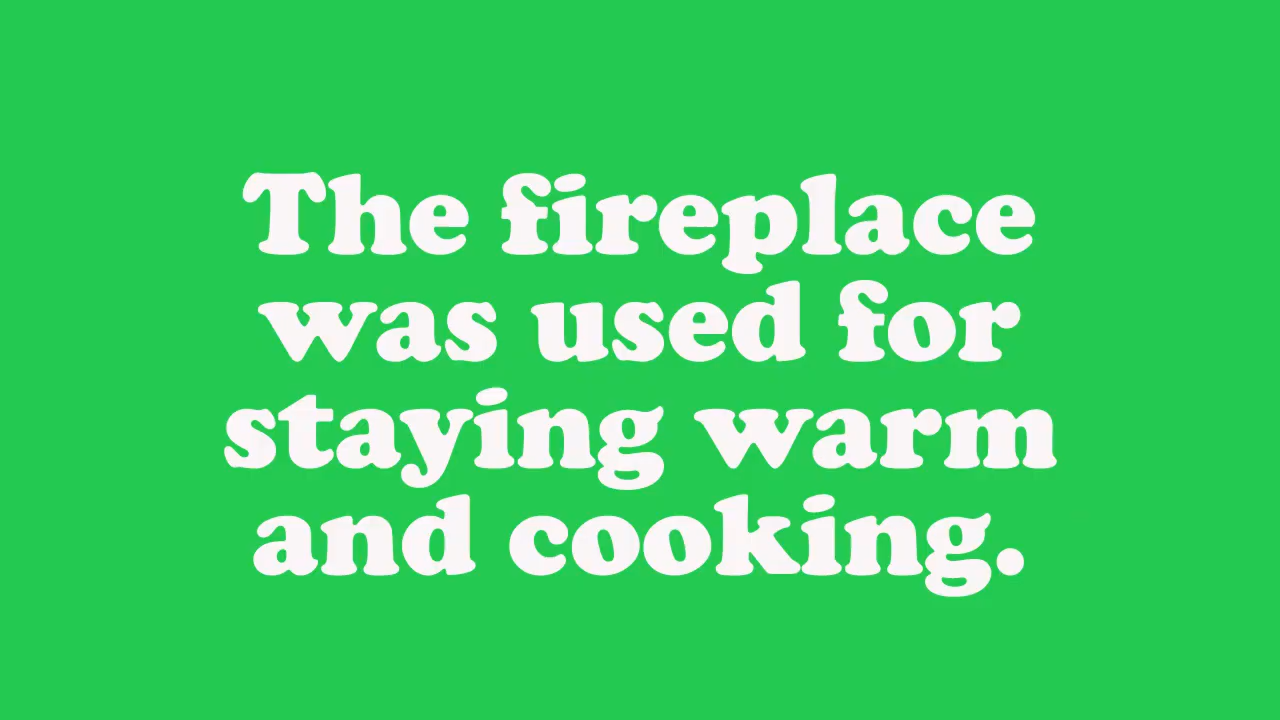 The fireplace
was used for
staying warm
and cooking.